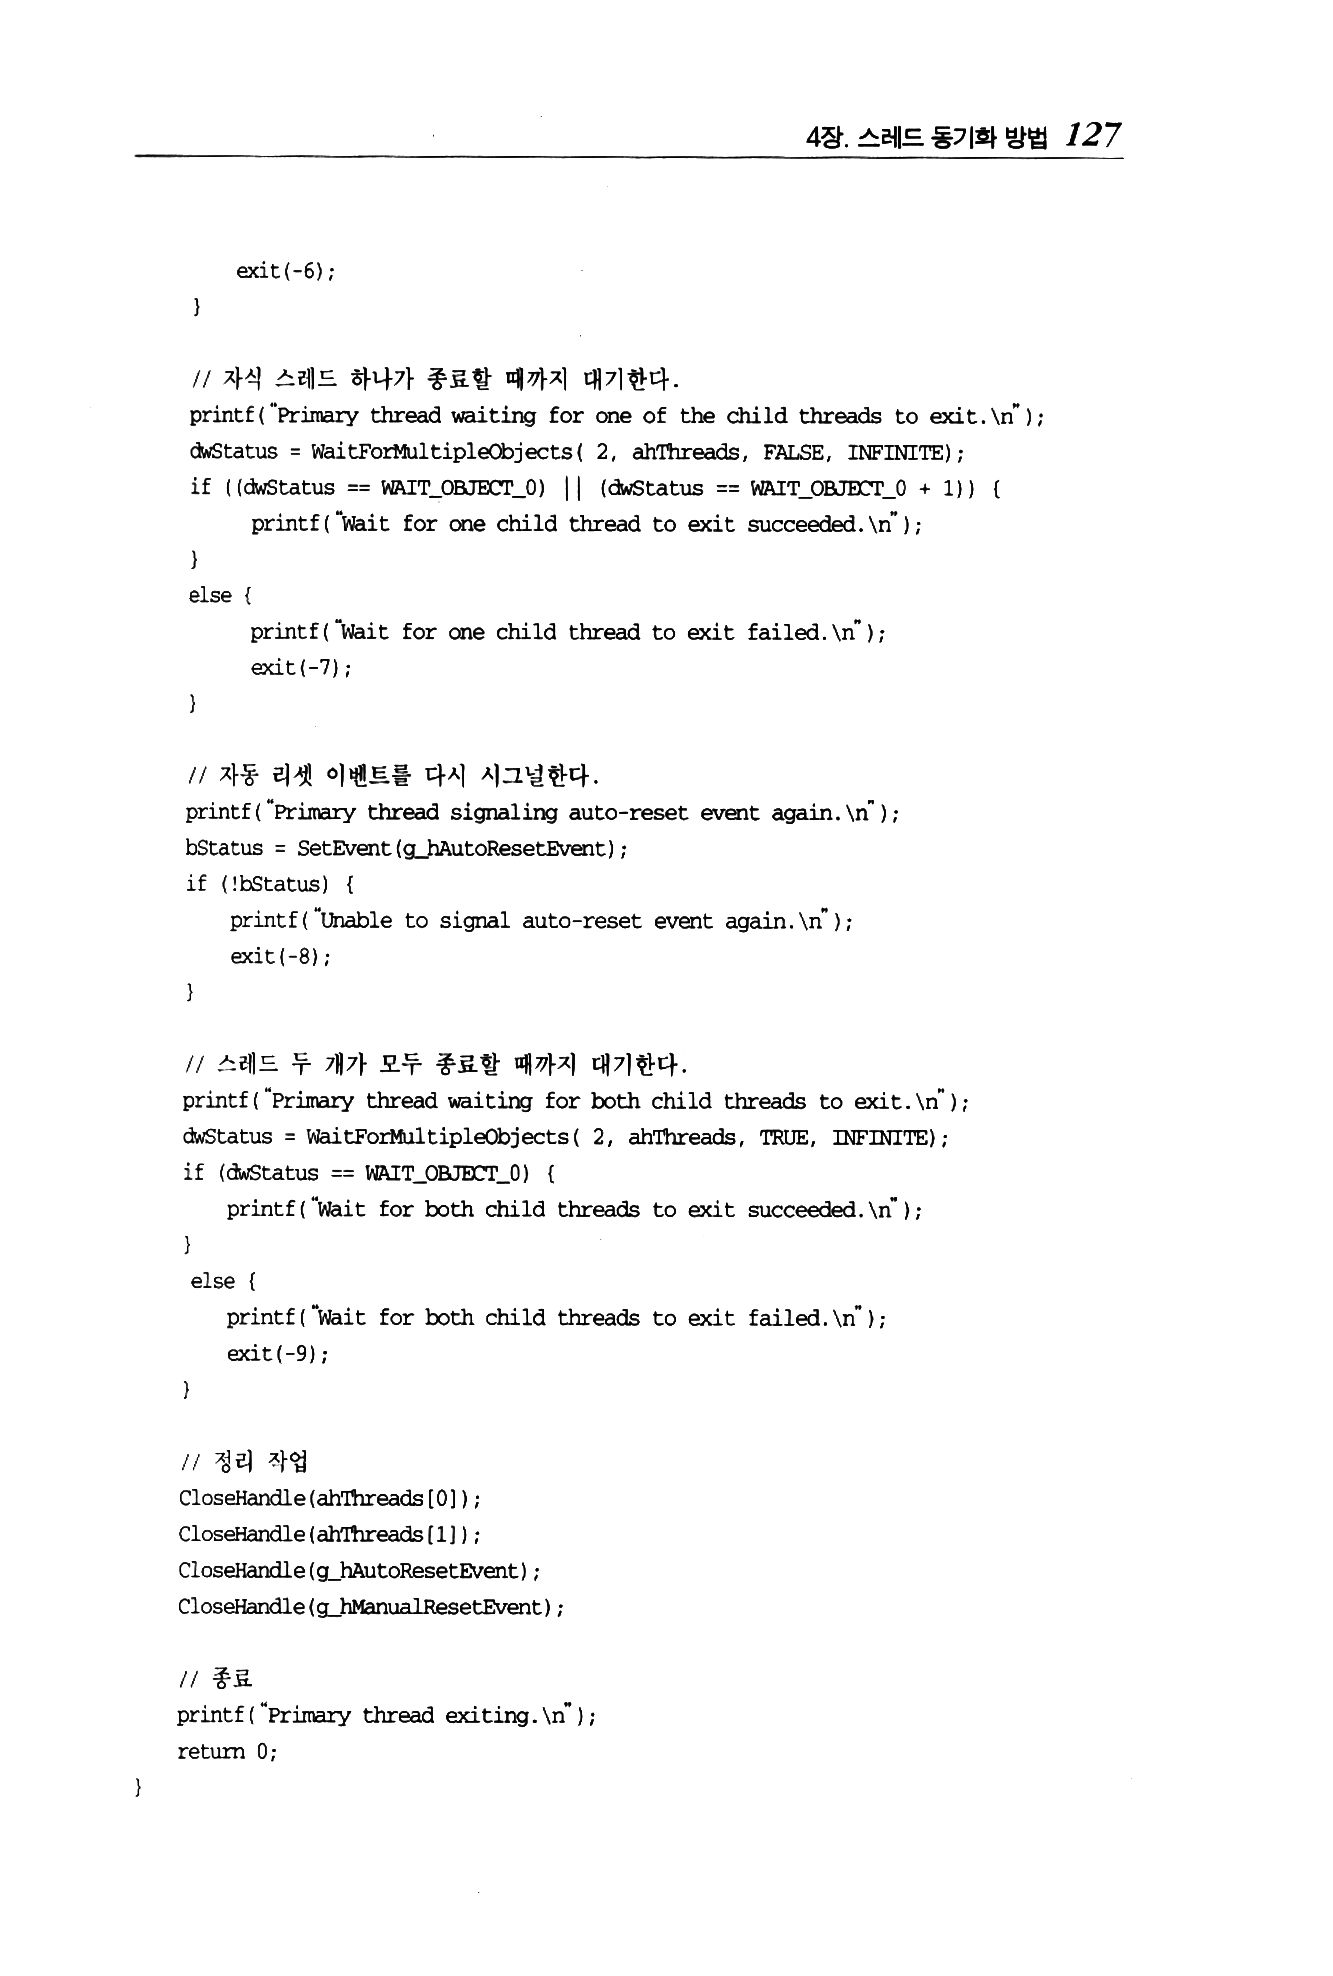 4장. 스레드 동기화 방법 127
exit(-6);
}
// 자식 스레드 하나가 종료할 때까지 대기한다.
printf("Primary thread waiting for one of the child threads to exit.\n");
dwStatus = WaitForMultipleObjects( 2, ahThreads, FALSE, INFINITE);
if ((dwStatus == WAIT_OBJECT_0) || (dwStatus == WAIT_OBJECT_0 + 1)) {
printf("Wait for one child thread to exit succeeded.\n");
}
else {
printf("Wait for one child thread to exit failed.\n");
exit(-7);
}
// 자동 리셋 이벤트를 다시 시그널한다.
printf("Primary thread signaling auto-reset event again.\n");
bStatus = SetEvent(g_hAutoResetEvent);
if (!bStatus) {
printf("Unable to signal auto-reset event again.\n");
exit(-8);
}
// 스레드 두 개가 모두 종료할 때까지 대기한다.
printf("Primary thread waiting for both child threads to exit.\n");
dwStatus = WaitForMultipleObjects( 2, ahThreads, TRUE, INFINITE);
if (dwStatus == WAIT_OBJECT_0) {
printf("Wait for both child threads to exit succeeded.\n");
}
else {
printf("Wait for both child threads to exit failed.\n");
exit(-9);
}
// 정리 작업
CloseHandle(ahThreads[0]);
CloseHandle(ahThreads[1]);
CloseHandle(g_hAutoResetEvent);
CloseHandle(g_hManualResetEvent);
// 종료
printf("Primary thread exiting.\n");
return 0;
}